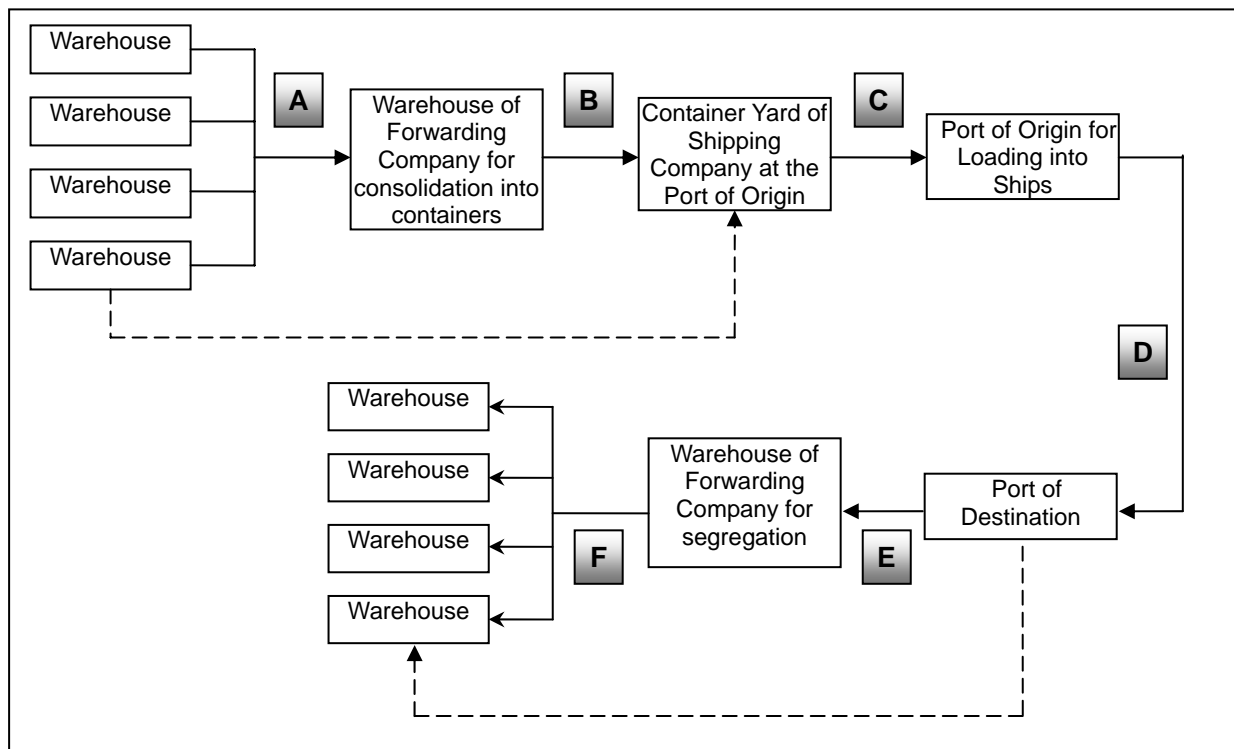 Warehouse
Warehouse
Warehouse
Warehouse
A
Warehouse of
Forwarding
Company for
consolidation into
containers
B
Container Yard of
Shipping
Company at the
Port of Origin
C
Port of Origin for
Loading into
Ships
D
Port of
Destination
E
Warehouse of
Forwarding
Company for
segregation
F
Warehouse
Warehouse
Warehouse
Warehouse